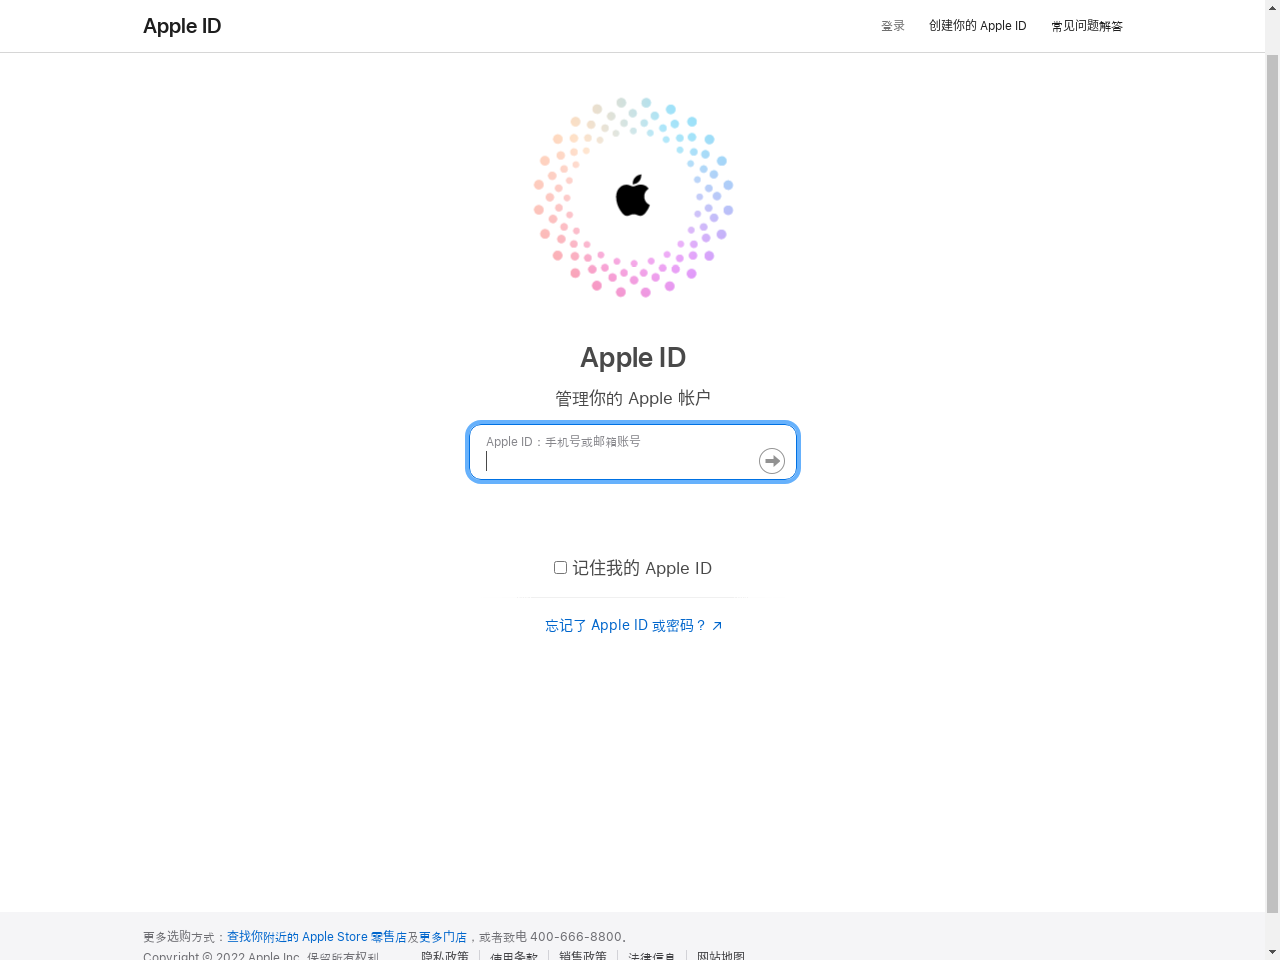 Apple ID
登录 创建你的 Apple ID 常见问题解答
Apple ID
管理你的 Apple 帐户
Apple ID：手机号或邮箱账号
记住我的 Apple ID
忘记了 Apple ID 或密码？ ↗
更多选购方式：查找你附近的 Apple Store 零售店及更多门店，或者致电 400-666-8800。
Copyright © 2022 Apple Inc. 保留所有权利 隐私政策 使用条款 销售政策 法律信息 网站地图